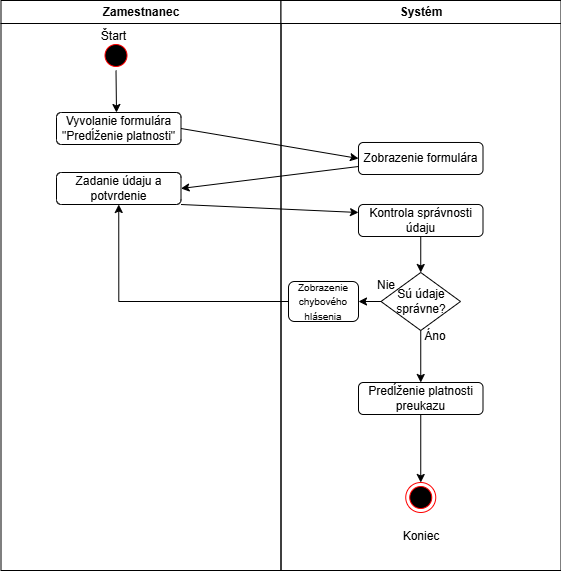 Zamestnanec
Systém
Štart
Vyvolanie formulára
"Predĺženie platnosti"
Zobrazenie formulára
Zadanie údaju a
potvrdenie
Kontrola správnosti
údaju
Nie
Sú údaje
správne?
Zobrazenie
chybového
hlásenia
Áno
Predĺženie platnosti
preukazu
Koniec